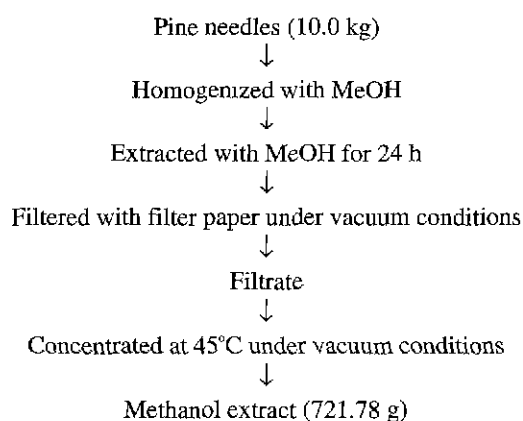 Pine needles (10.0 kg)
↓
Homogenized with MeOH
↓
Extracted with MeOH for 24 h
↓
Filtered with filter paper under vacuum conditions
↓
Filtrate
↓
Concentrated at 45°C under vacuum conditions
↓
Methanol extract (721.78 g)